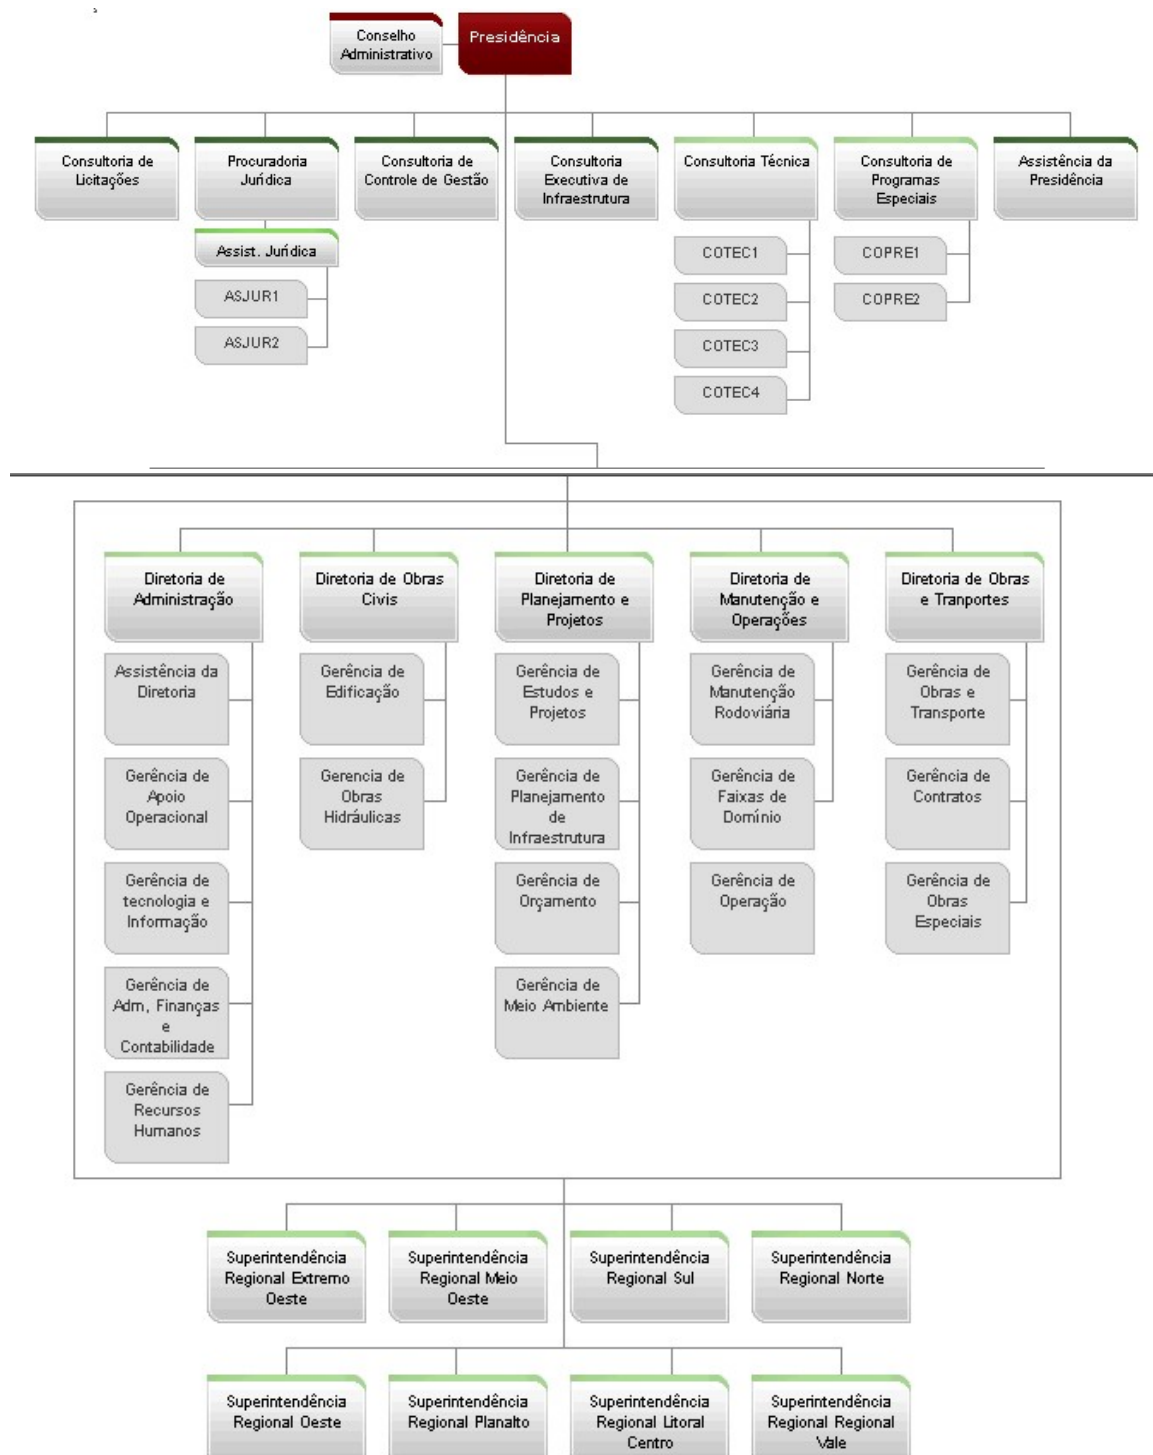 Conselho
Administrativo
Presidência
Consultoria de
Licitações
Procuradoria
Jurídica
Consultoria de
Controle de Gestão
Consultoria
Executiva de
Infraestrutura
Consultoria Técnica
Consultoria de
Programas
Especiais
Assistência da
Presidência
Assist. Jurídica
ASJUR1
ASJUR2
COTEC1
COTEC2
COTEC3
COTEC4
COPRE1
COPRE2
Diretoria de
Administração
Diretoria de Obras
Civis
Diretoria de
Planejamento e
Projetos
Diretoria de
Manutenção e
Operações
Diretoria de Obras
e Tranportes
Assistência da
Diretoria
Gerência de
Apoio
Operacional
Gerência de
tecnologia e
Informação
Gerência de
Adm, Finanças
e
Contabilidade
Gerência de
Recursos
Humanos
Gerência de
Edificação
Gerencia de
Obras
Hidráulicas
Gerência de
Estudos e
Projetos
Gerência de
Planejamento
de
Infraestrutura
Gerência de
Orçamento
Gerência de
Meio Ambiente
Gerência de
Manutenção
Rodoviária
Gerência de
Faixas de
Domínio
Gerência de
Operação
Gerência de
Obras e
Transporte
Gerência de
Contratos
Gerência de
Obras
Especiais
Superintendência
Regional Extremo
Oeste
Superintendência
Regional Meio
Oeste
Superintendência
Regional Sul
Superintendência
Regional Norte
Superintendência
Regional Oeste
Superintendência
Regional Planalto
Superintendência
Regional Litoral
Centro
Superintendência
Regional Regional
Vale